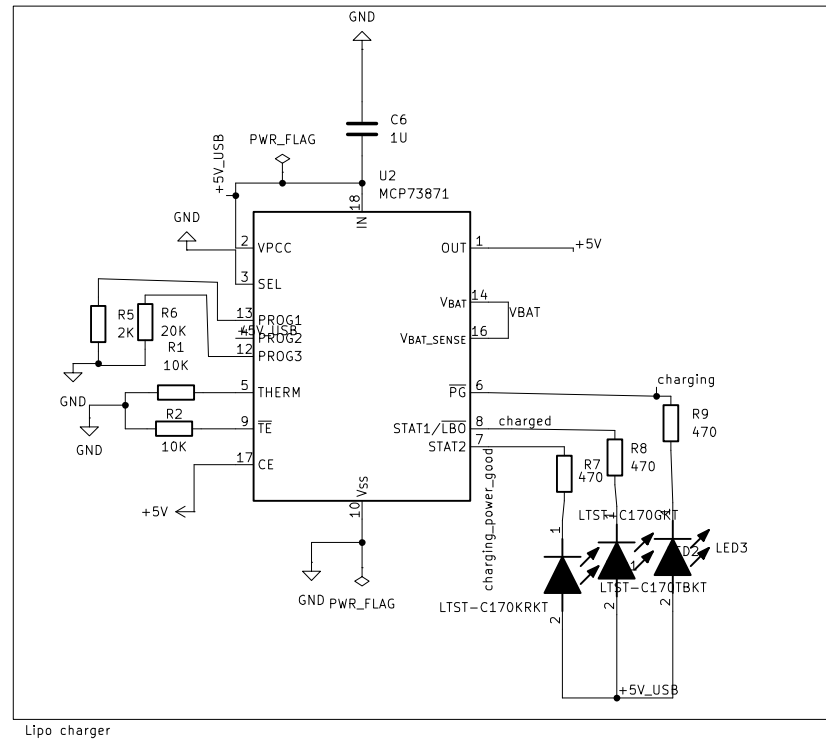 GND
C6
1U
PWR_FLAG
+5V_USB
U2
MCP73871
18
IN
GND
2
VPCC
OUT
1
+5V
3
SEL
VBAT
14
VBAT
R5
2K
R6
20K
13
PROG1
4
+5V_USB
PROG2
VBAT_SENSE
16
R1
10K
12
PROG3
GND
5
THERM
PG
6
charging
R2
10K
9
TE
STAT1/LBO
8
charged
R9
470
GND
STAT2
7
17
CE
R7
470
R8
470
+5V
Vss
10
charging_power_good
LTST-C170GKT
1
1
1
LED3
GND
PWR_FLAG
LTST-C170KRKT
LTST-C170TBKT
2
2
2
+5V_USB
Lipo charger